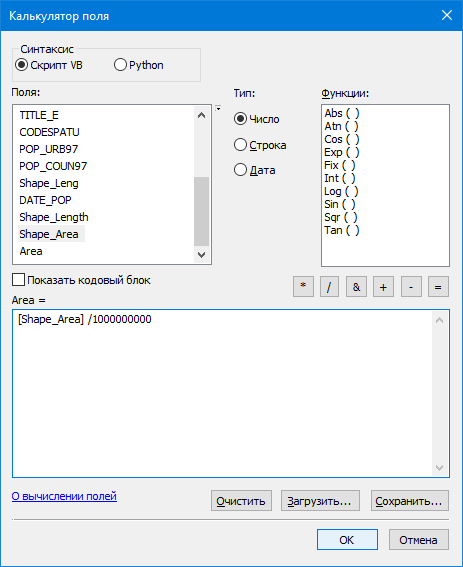 Калькулятор поля
Синтаксис
Скрипт VB
Python
Поля:
TITLE_E
CODESPATU
POP_URB97
POP_COUN97
Shape_Leng
DATE_POP
Shape_Length
Shape_Area
Area
Тип:
Число
Строка
Дата
Функции:
Abs ( )
Atn ( )
Cos ( )
Exp ( )
Fix ( )
Int ( )
Log ( )
Sin ( )
Sqr ( )
Tan ( )
Показать кодовый блок
* / & + - =
Area =
[Shape_Area] /1000000000
О вычислении полей
Очистить
Загрузить...
Сохранить...
OK
Отмена